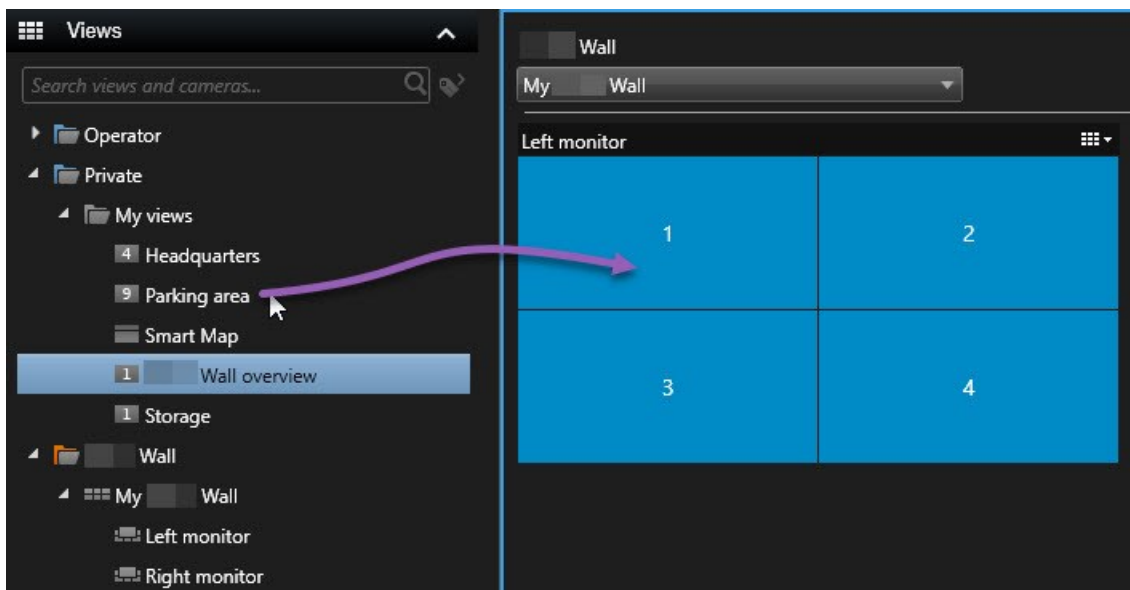 Views
Search views and cameras...
Operator
Private
My views
4 Headquarters
9 Parking area
Smart Map
1 Wall overview
1 Storage
Wall
My Wall
Left monitor
Right monitor
Wall
My Wall
Left monitor
1 2
3 4